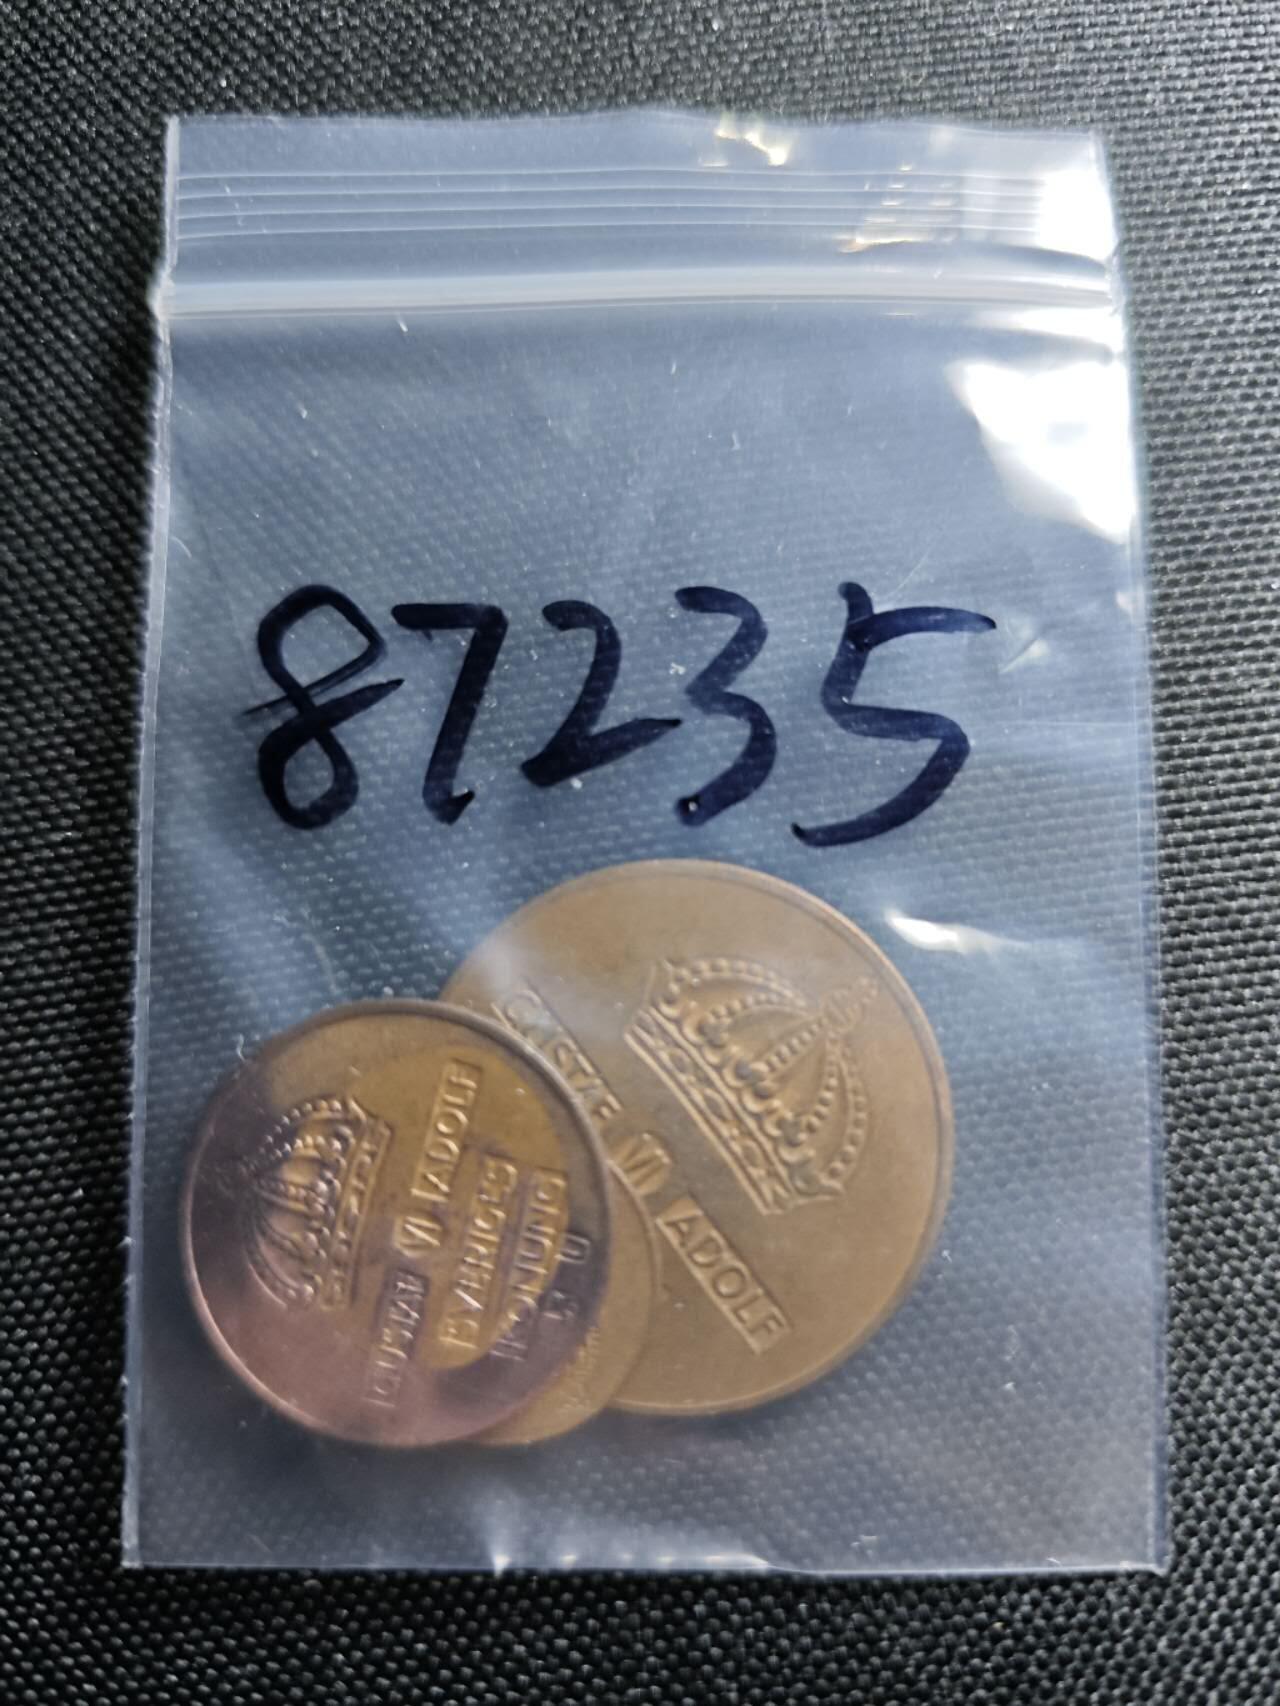 87235
GUSTAF VI ADOLF
GUSTAF VI ADOLF
SVERIGES
KONUNG
U